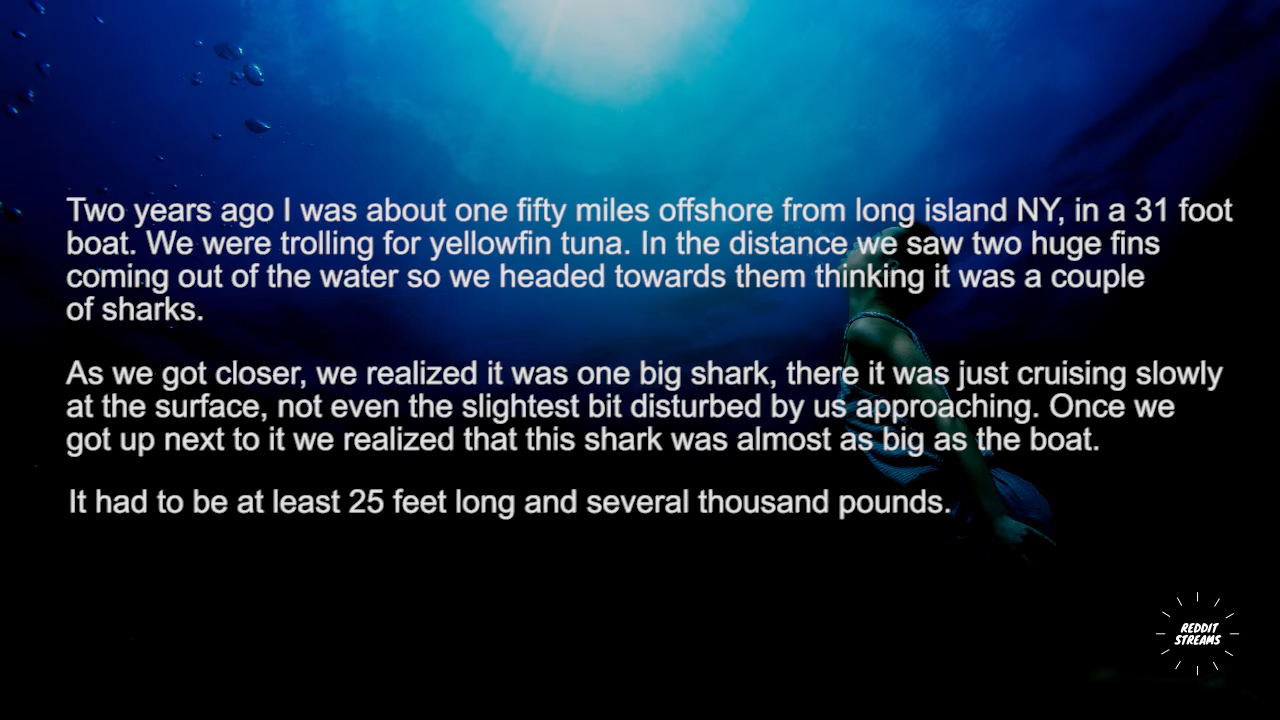 Two years ago I was about one fifty miles offshore from long island NY, in a 31 foot
boat. We were trolling for yellowfin tuna. In the distance we saw two huge fins
coming out of the water so we headed towards them thinking it was a couple
of sharks.
As we got closer, we realized it was one big shark, there it was just cruising slowly
at the surface, not even the slightest bit disturbed by us approaching. Once we
got up next to it we realized that this shark was almost as big as the boat.
It had to be at least 25 feet long and several thousand pounds.
REDDIT
STREAMS